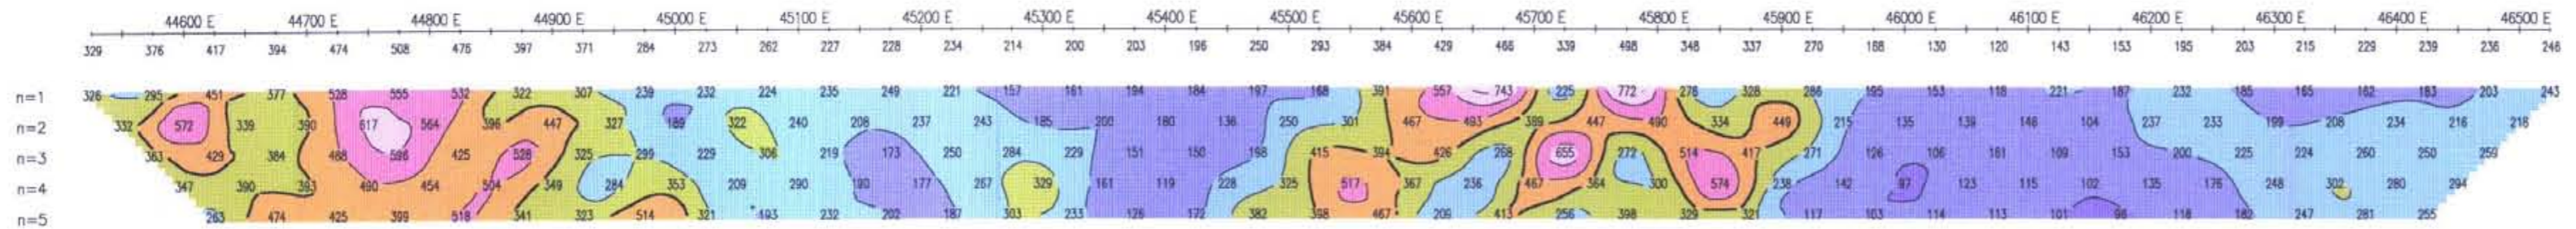 44600 E 44700 E 44800 E 44900 E 45000 E 45100 E 45200 E 45300 E 45400 E 45500 E 45600 E 45700 E 45800 E 45900 E 46000 E 46100 E 46200 E 46300 E 46400 E 46500 E
329 376 417 394 474 508 476 397 371 284 273 262 227 228 234 214 200 203 196 250 293 384 429 466 339 498 348 337 270 168 130 120 143 153 195 203 215 229 239 236 246
n=1 326 295 451 377 528 555 532 322 307 239 232 224 235 249 221 157 161 194 184 197 168 391 557 743 225 772 276 328 286 195 153 118 221 187 232 185 165 162 183 203 243
n=2 332 572 339 390 617 564 396 447 327 189 322 240 208 237 243 185 200 180 136 250 301 467 493 399 447 490 334 449 215 135 139 146 104 237 233 199 208 234 216 216
n=3 363 429 384 488 596 425 528 325 299 229 306 219 173 250 284 229 151 150 198 415 394 426 268 655 272 514 417 271 126 106 161 109 153 200 225 224 260 250 259
n=4 347 390 393 490 454 504 349 284 353 209 290 190 177 267 329 161 119 228 325 517 367 236 467 364 300 574 238 142 97 123 115 102 135 176 248 302 280 294
n=5 263 474 425 399 518 341 323 514 321 193 232 202 187 303 233 126 172 382 398 467 209 413 256 398 329 321 117 103 114 113 101 96 118 182 247 281 255